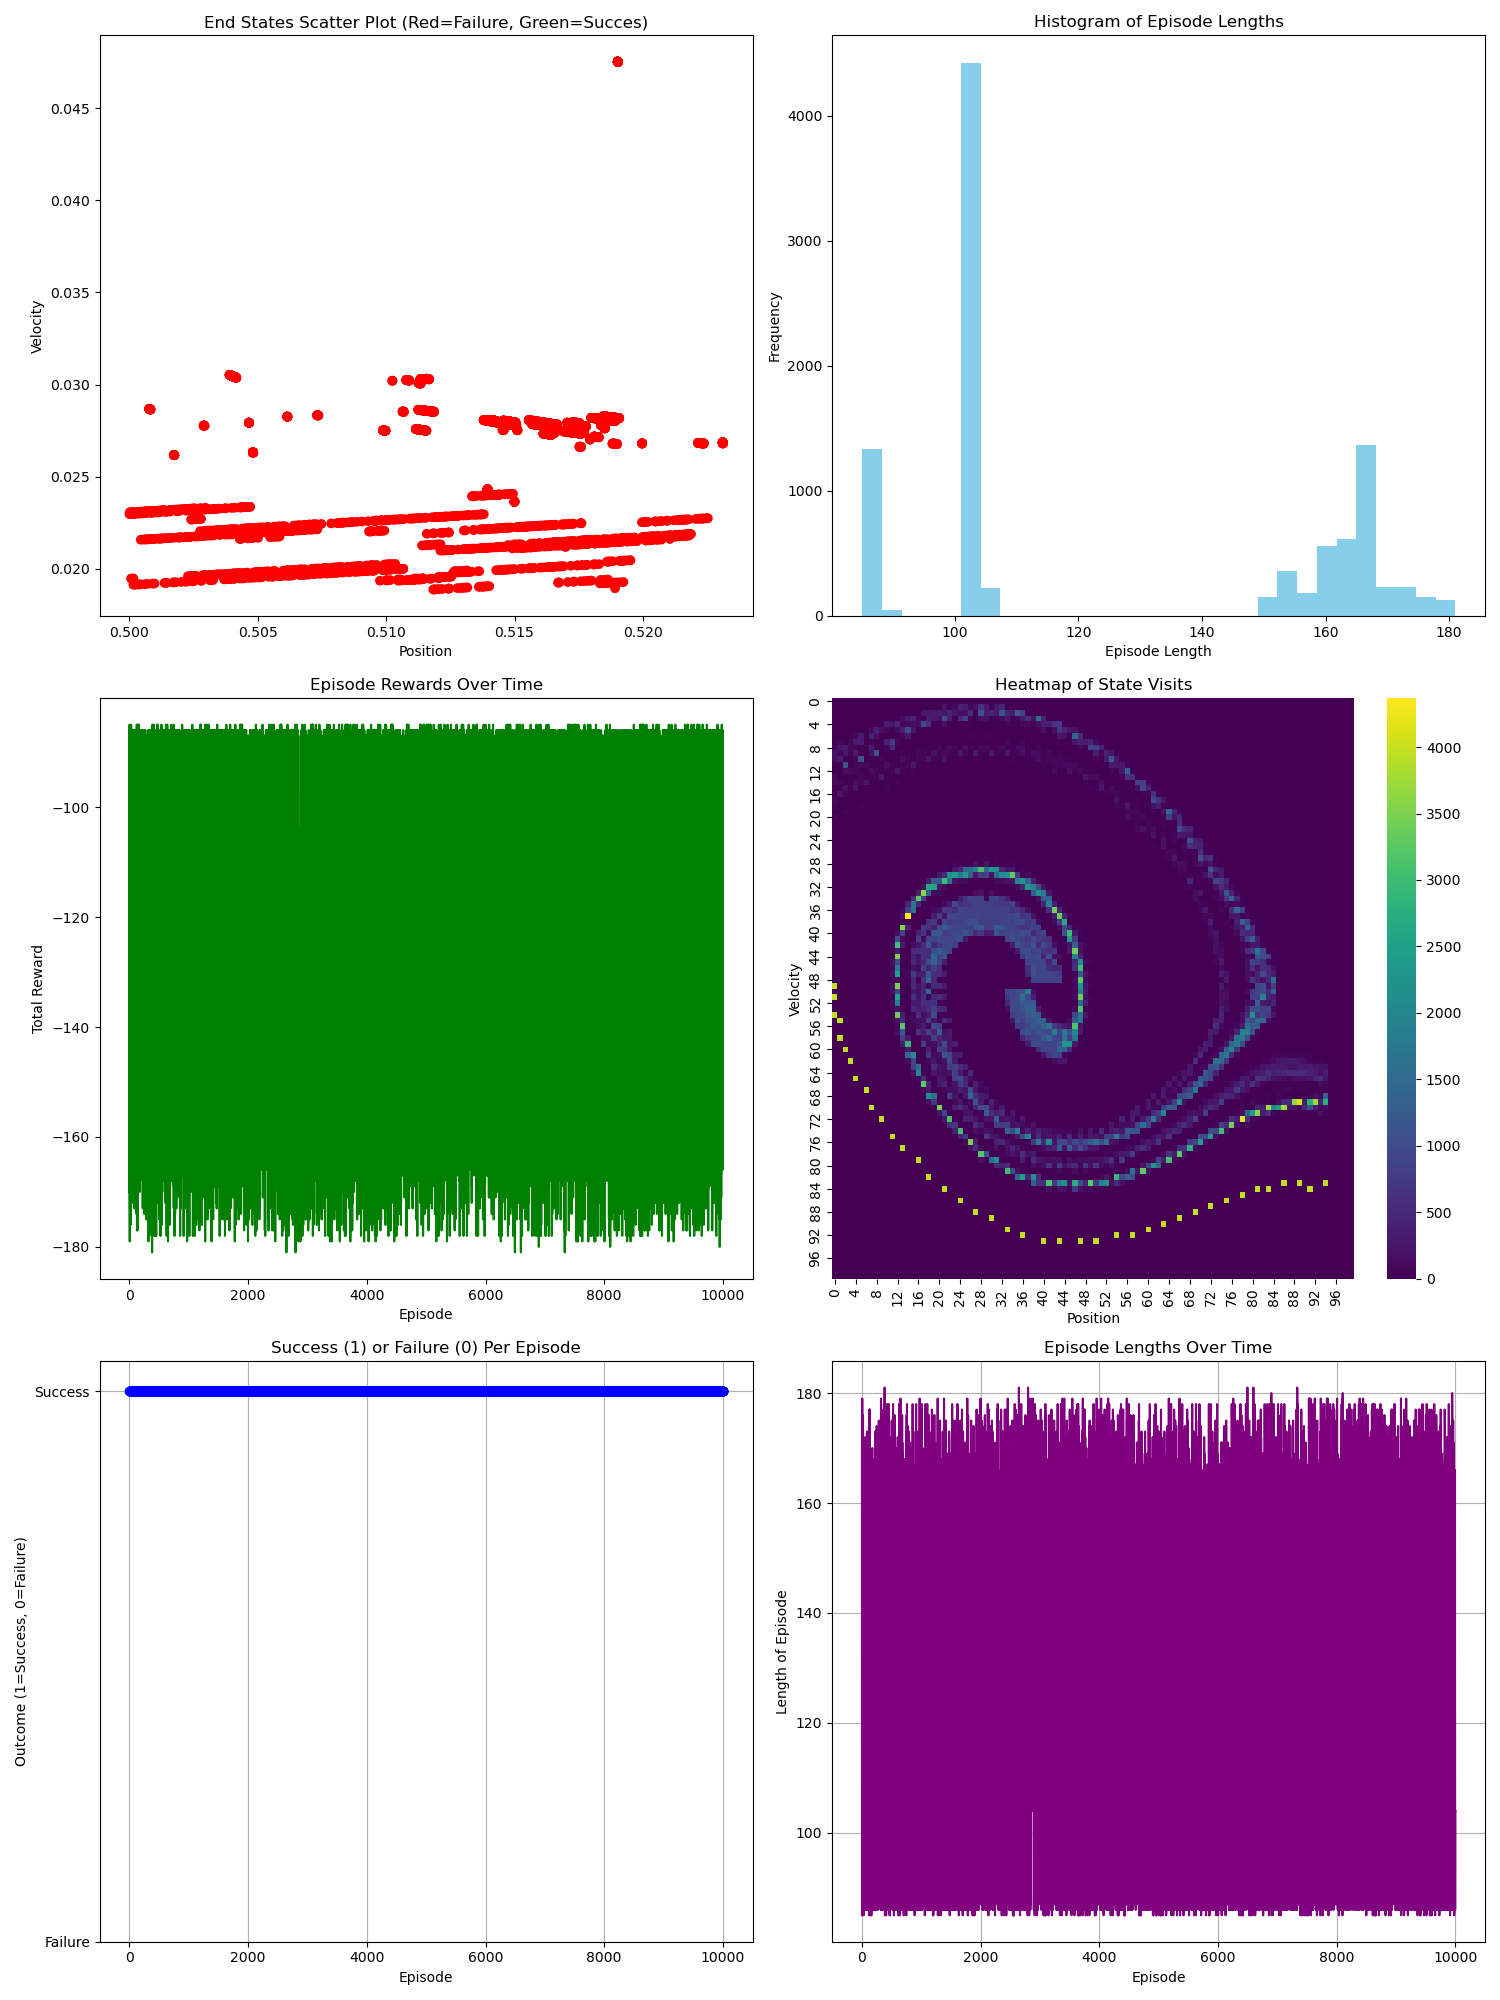 End States Scatter Plot (Red=Failure, Green=Succes)
0.045
0.040
0.035
0.030
0.025
0.020
Velocity
0.500 0.505 0.510 0.515 0.520
Position
Histogram of Episode Lengths
4000
3000
2000
1000
0
Frequency
100 120 140 160 180
Episode Length
Episode Rewards Over Time
−100
−120
−140
−160
−180
Total Reward
0 2000 4000 6000 8000 10000
Episode
Heatmap of State Visits
0
4
8
12
16
20
24
28
32
36
40
44
48
52
56
60
64
68
72
76
80
84
88
92
96
Velocity
0 4 8 12 16 20 24 28 32 36 40 44 48 52 56 60 64 68 72 76 80 84 88 92 96
Position
4000
3500
3000
2500
2000
1500
1000
500
0
Success (1) or Failure (0) Per Episode
Success
Failure
Outcome (1=Success, 0=Failure)
0 2000 4000 6000 8000 10000
Episode
Episode Lengths Over Time
180
160
140
120
100
Length of Episode
0 2000 4000 6000 8000 10000
Episode